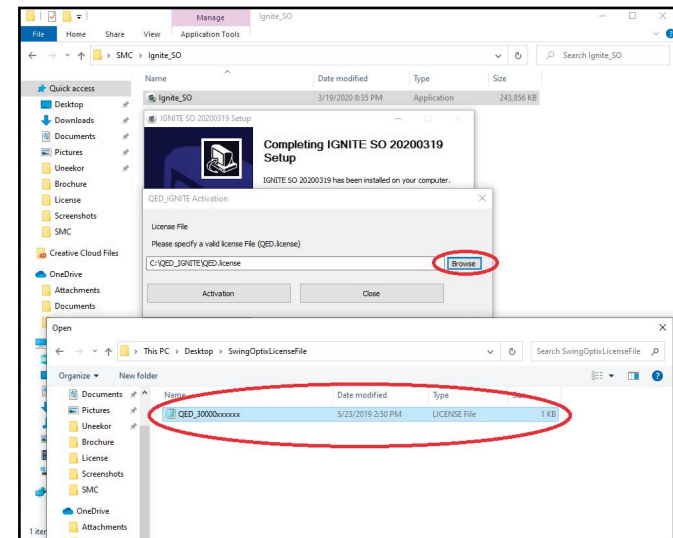 Manage
Ignite_SO
File Home Share View Application Tools
SMC > Ignite_SO
Search Ignite_SO
Name Date modified Type Size
Quick access
Ignite_SO 3/19/2020 8:35 PM Application 243,856 KB
Desktop
Downloads
Documents
Pictures
Uneekor
Brochure
License
Screenshots
SMC
Creative Cloud Files
OneDrive
Attachments
Documents
IGNITE SO 20200319 Setup
Completing IGNITE SO 20200319
Setup
IGNITE SO 20200319 has been installed on your computer.
QED_IGNITE Activation
License File
Please specify a valid license File (QED.license)
C:\QED_IGNITE\QED.license Browse
Activation Close
Open
This PC > Desktop > SwingOptixLicenseFile
Search SwingOptixLicenseFile
Organize New folder
Name Date modified Type
Documents
QED_30000xxxxxx 5/23/2019 2:50 PM LICENSE File 1 KB
Pictures
Uneekor
Brochure
License
Screenshots
SMC
OneDrive
Attachments
1 item